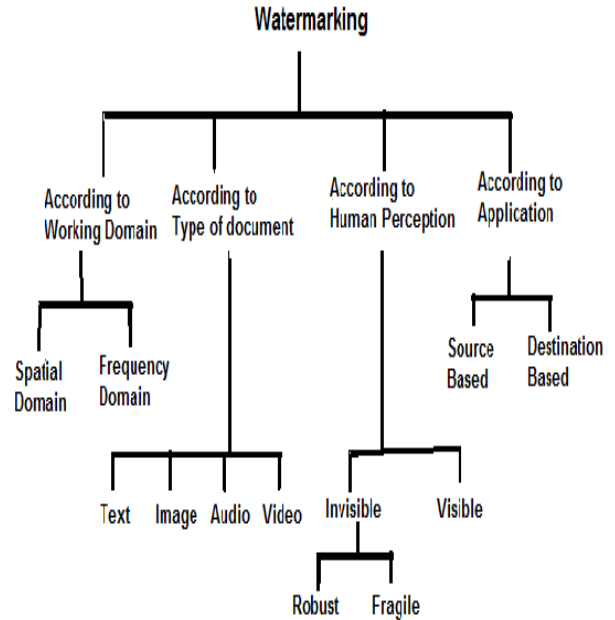 Watermarking
According to
Working Domain
According to
Type of document
According to
Human Perception
According to
Application
Spatial
Domain
Frequency
Domain
Source
Based
Destination
Based
Text
Image
Audio
Video
Invisible
Visible
Robust
Fragile